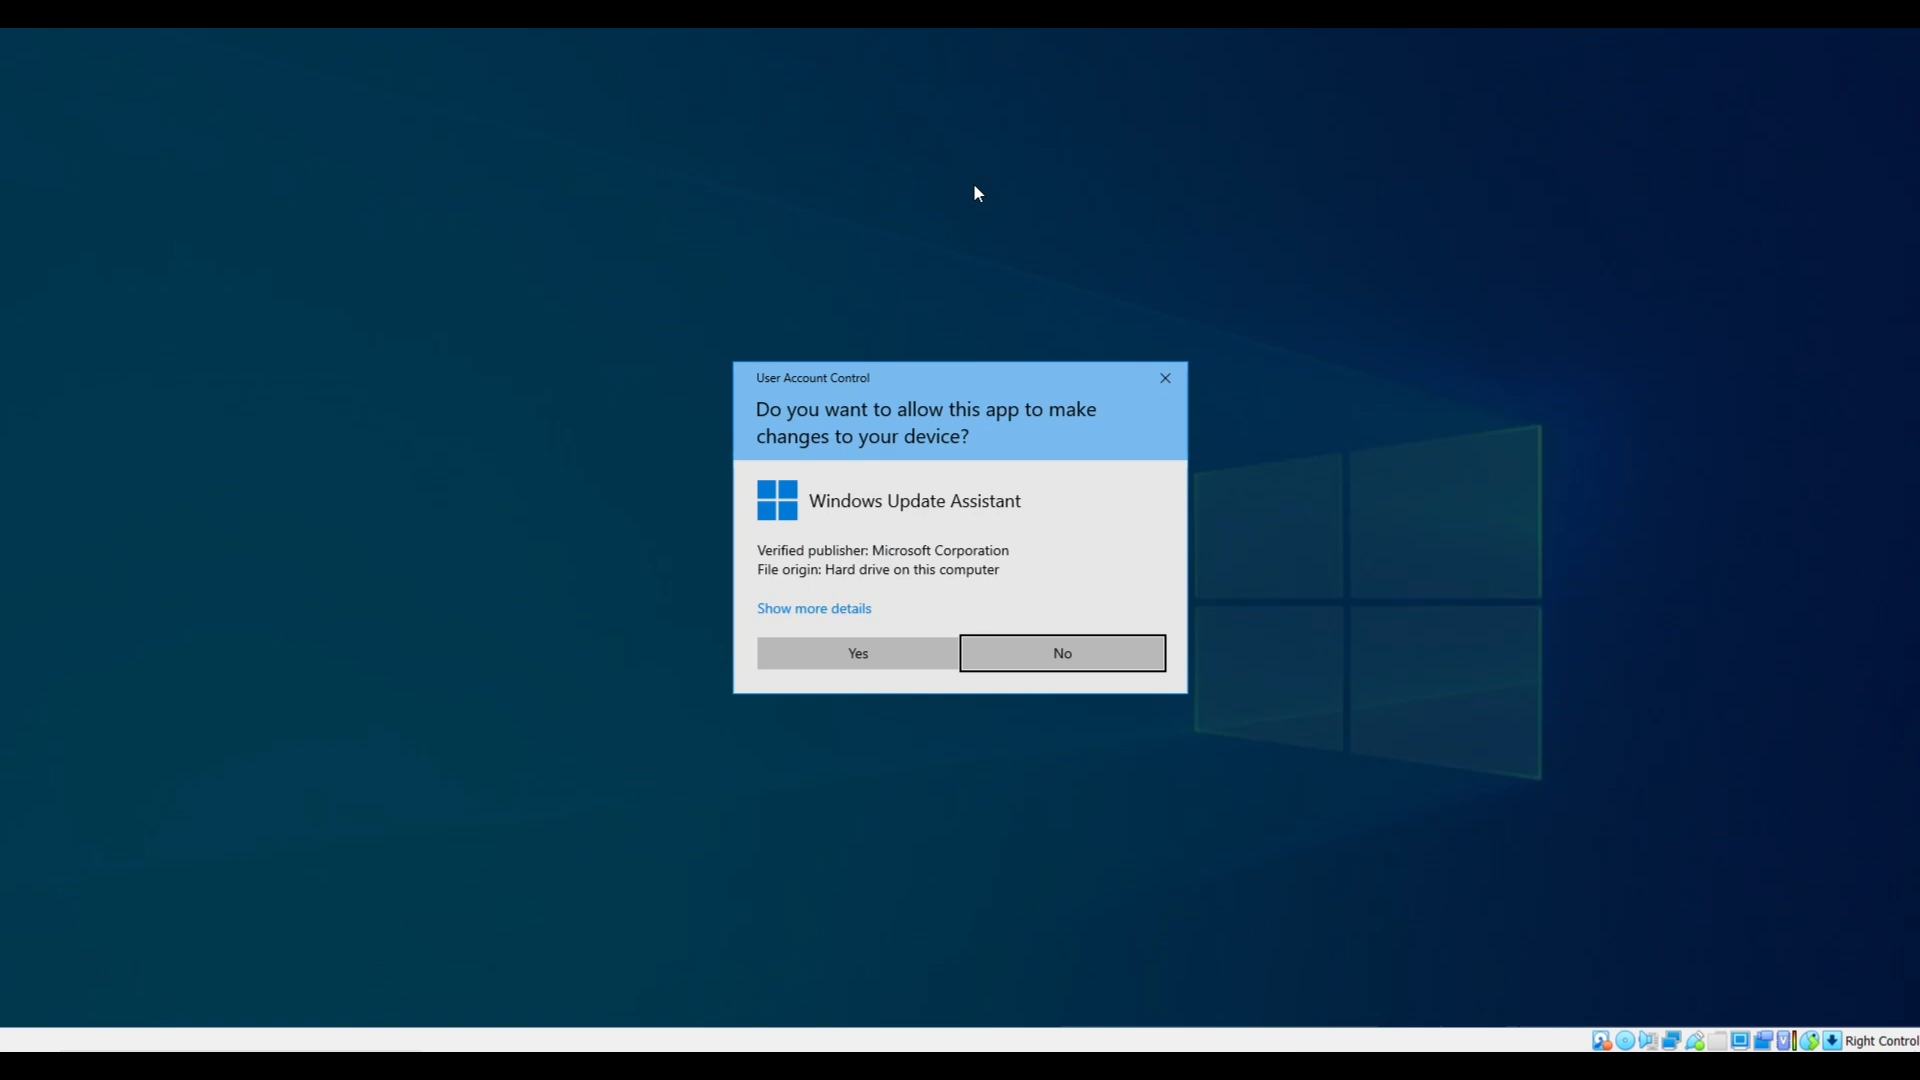 User Account Control
Do you want to allow this app to make
changes to your device?
Windows Update Assistant
Verified publisher: Microsoft Corporation
File origin: Hard drive on this computer
Show more details
Yes
No
Right Control